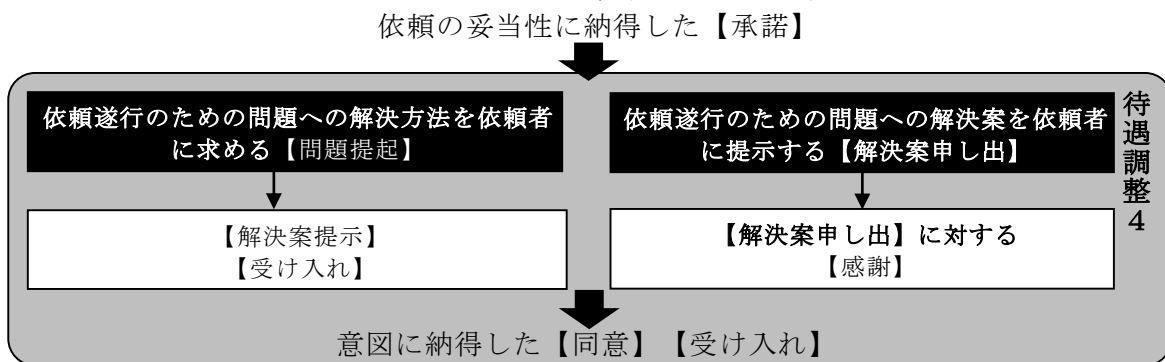 依頼の妥当性に納得した【承諾】
依頼遂行のための問題への解決方法を依頼者
に求める【問題提起】
【解決案提示】
【受け入れ】
依頼遂行のための問題への解決案を依頼者
に提示する【解決案申し出】
【解決案申し出】に対する
【感謝】
待遇調整4
意図に納得した【同意】【受け入れ】